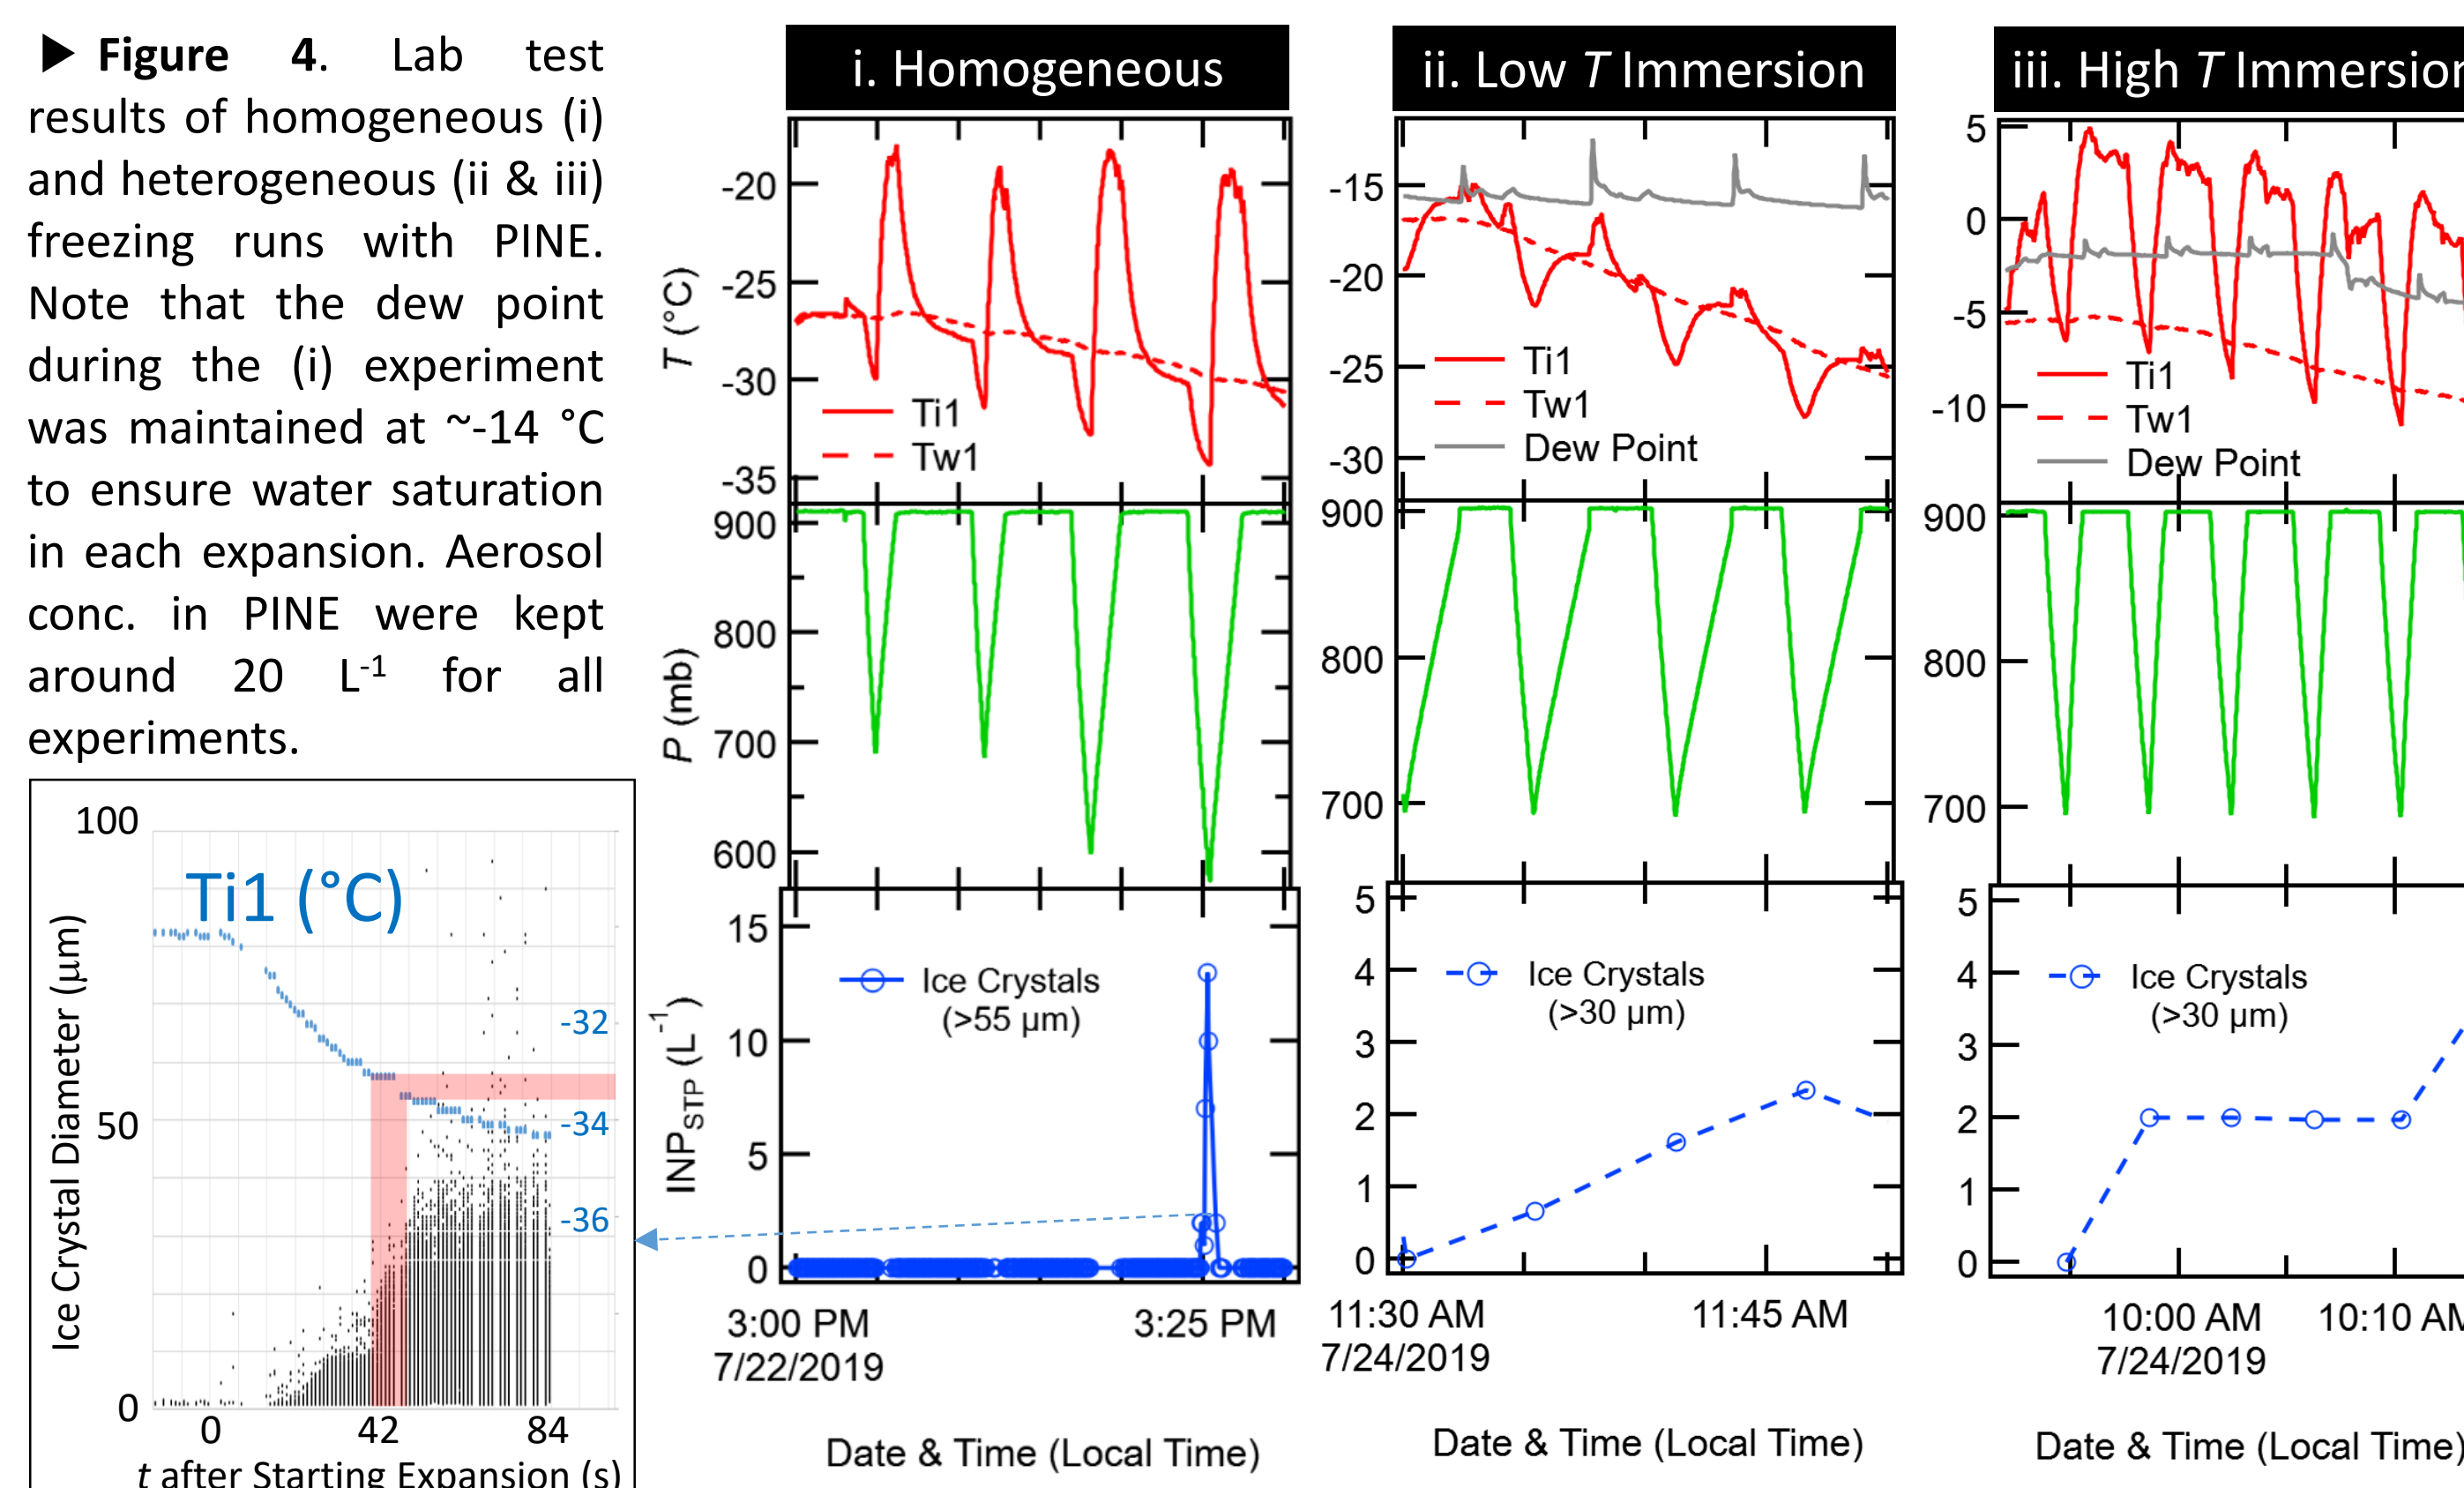 ▶ Figure 4. Lab test
results of homogeneous (i)
and heterogeneous (ii & iii)
freezing runs with PINE.
Note that the dew point
during the (i) experiment
was maintained at ~-14 °C
to ensure water saturation
in each expansion. Aerosol
conc. in PINE were kept
around 20 L-1 for all
experiments.
100
50
0
Ice Crystal Diameter (µm)
Ti1 (°C)
-32
-34
-36
0 42 84
t after Starting Expansion (s)
i. Homogeneous
T (°C)
-20
-25
-30
-35
Ti1
Tw1
P (mb)
900
800
700
600
INPSTP (L-1)
15
10
5
0
Ice Crystals
(>55 µm)
3:00 PM 3:25 PM
7/22/2019
Date & Time (Local Time)
ii. Low T Immersion
-15
-20
-25
-30
Ti1
Tw1
Dew Point
900
800
700
5
4
3
2
1
0
Ice Crystals
(>30 µm)
11:30 AM 11:45 AM
7/24/2019
Date & Time (Local Time)
iii. High T Immersion
5
0
-5
-10
Ti1
Tw1
Dew Point
900
800
700
5
4
3
2
1
0
Ice Crystals
(>30 µm)
10:00 AM 10:10 AM
7/24/2019
Date & Time (Local Time)